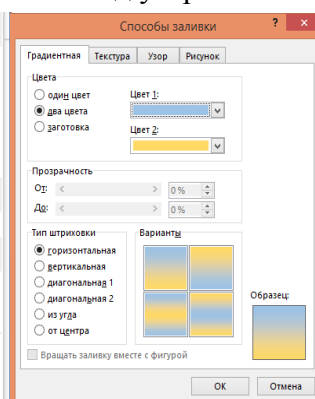 Способы заливки ? ×
Градиентная Текстура Узор Рисунок
Цвета
один цвет Цвет 1:
два цвета
заготовка Цвет 2:
Прозрачность
От: 0 %
До: 0 %
Тип штриховки Варианты
горизонтальная
вертикальная
диагональная 1
диагональная 2
из угла Образец:
от центра
Вращать заливку вместе с фигурой
ОК Отмена